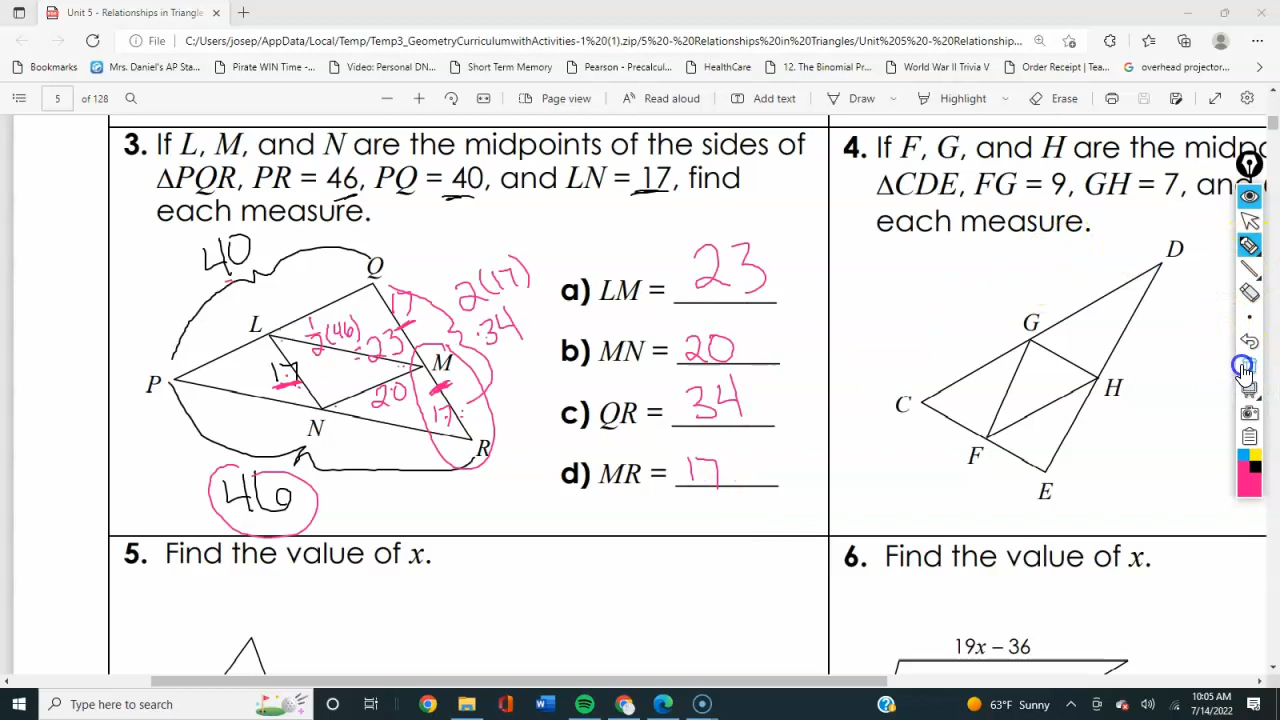 Unit 5 - Relationships in Triangle
File
C:/Users/josep/AppData/Local/Temp/Temp3_GeometryCurriculumwithActivities-1%20(1).zip/5%20-%20Relationships%20in%20Triangles/Unit%205%20-%20Relationship...
Bookmarks
Mrs. Daniel's AP Sta...
Pirate WIN Time -...
Video: Personal DN...
Short Term Memory
Pearson - Precalcul...
HealthCare
12. The Binomial Pr...
World War II Trivia V
Order Receipt | Tea...
overhead projector...
5 of 128
Page view
Read aloud
Add text
Draw
Highlight
Erase
3. If L, M, and N are the midpoints of the sides of
ΔPQR, PR = 46, PQ = 40, and LN = 17, find
each measure.
40
Q
L
P
M
N
R
1/2(46)
= 23
17
17
20
17
2(17)
34
46
a) LM = 23
b) MN = 20
c) QR = 34
d) MR = 17
4. If F, G, and H are the midp
ΔCDE, FG = 9, GH = 7, an
each measure.
D
G
H
C
F
E
5. Find the value of x.
6. Find the value of x.
19x – 36
Type here to search
63°F Sunny
10:05 AM
7/14/2022